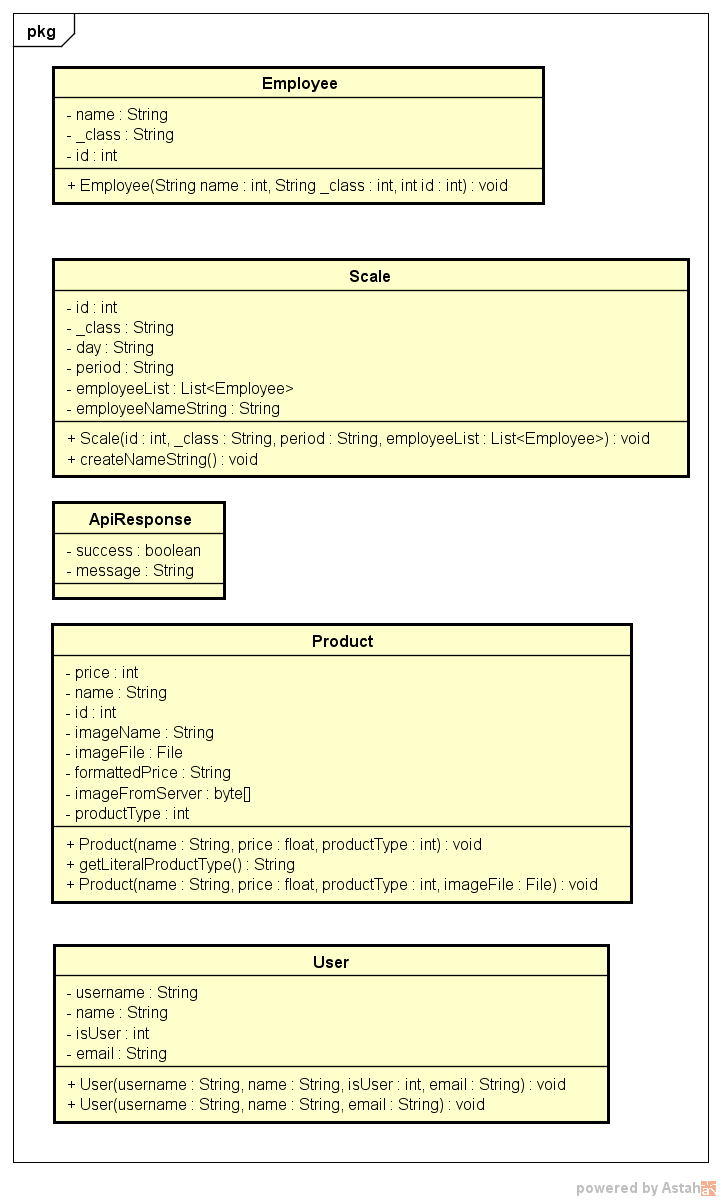 pkg
Employee
- name : String
- _class : String
- id : int
+ Employee(String name : int, String _class : int, int id : int) : void
Scale
- id : int
- _class : String
- day : String
- period : String
- employeeList : List<Employee>
- employeeNameString : String
+ Scale(id : int, _class : String, period : String, employeeList : List<Employee>) : void
+ createNameString() : void
ApiResponse
- success : boolean
- message : String
Product
- price : int
- name : String
- id : int
- imageName : String
- imageFile : File
- formattedPrice : String
- imageFromServer : byte[]
- productType : int
+ Product(name : String, price : float, productType : int) : void
+ getLiteralProductType() : String
+ Product(name : String, price : float, productType : int, imageFile : File) : void
User
- username : String
- name : String
- isUser : int
- email : String
+ User(username : String, name : String, isUser : int, email : String) : void
+ User(username : String, name : String, email : String) : void
powered by Astah